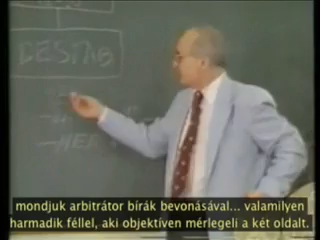 DESTAB
mondjuk arbitrátor bírák bevonásával... valamilyen
harmadik féllel, aki objektíven mérlegeli a két oldalt.